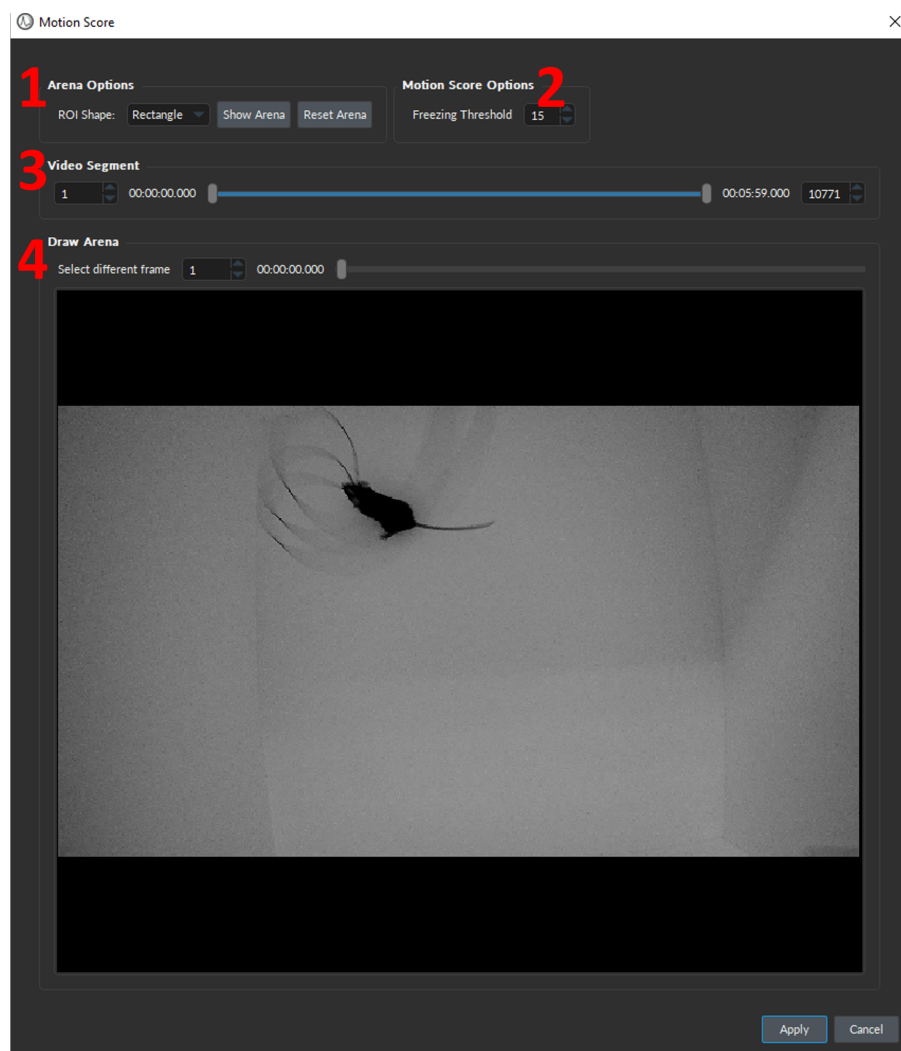 Motion Score
1 Arena Options
ROI Shape: Rectangle Show Arena Reset Arena
Motion Score Options 2
Freezing Threshold 15
3 Video Segment
1 00:00:00.000 00:05:59.000 10771
4 Draw Arena
Select different frame 1 00:00:00.000
Apply Cancel